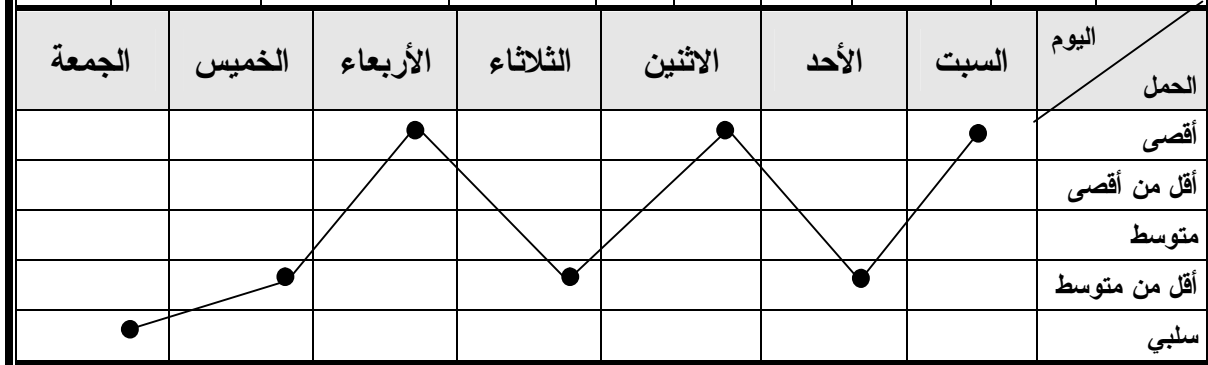 اليوم
الحمل
السبت
الأحد
الاثنين
الثلاثاء
الأربعاء
الخميس
الجمعة
أقصى
أقل من أقصى
متوسط
أقل من متوسط
سلبي